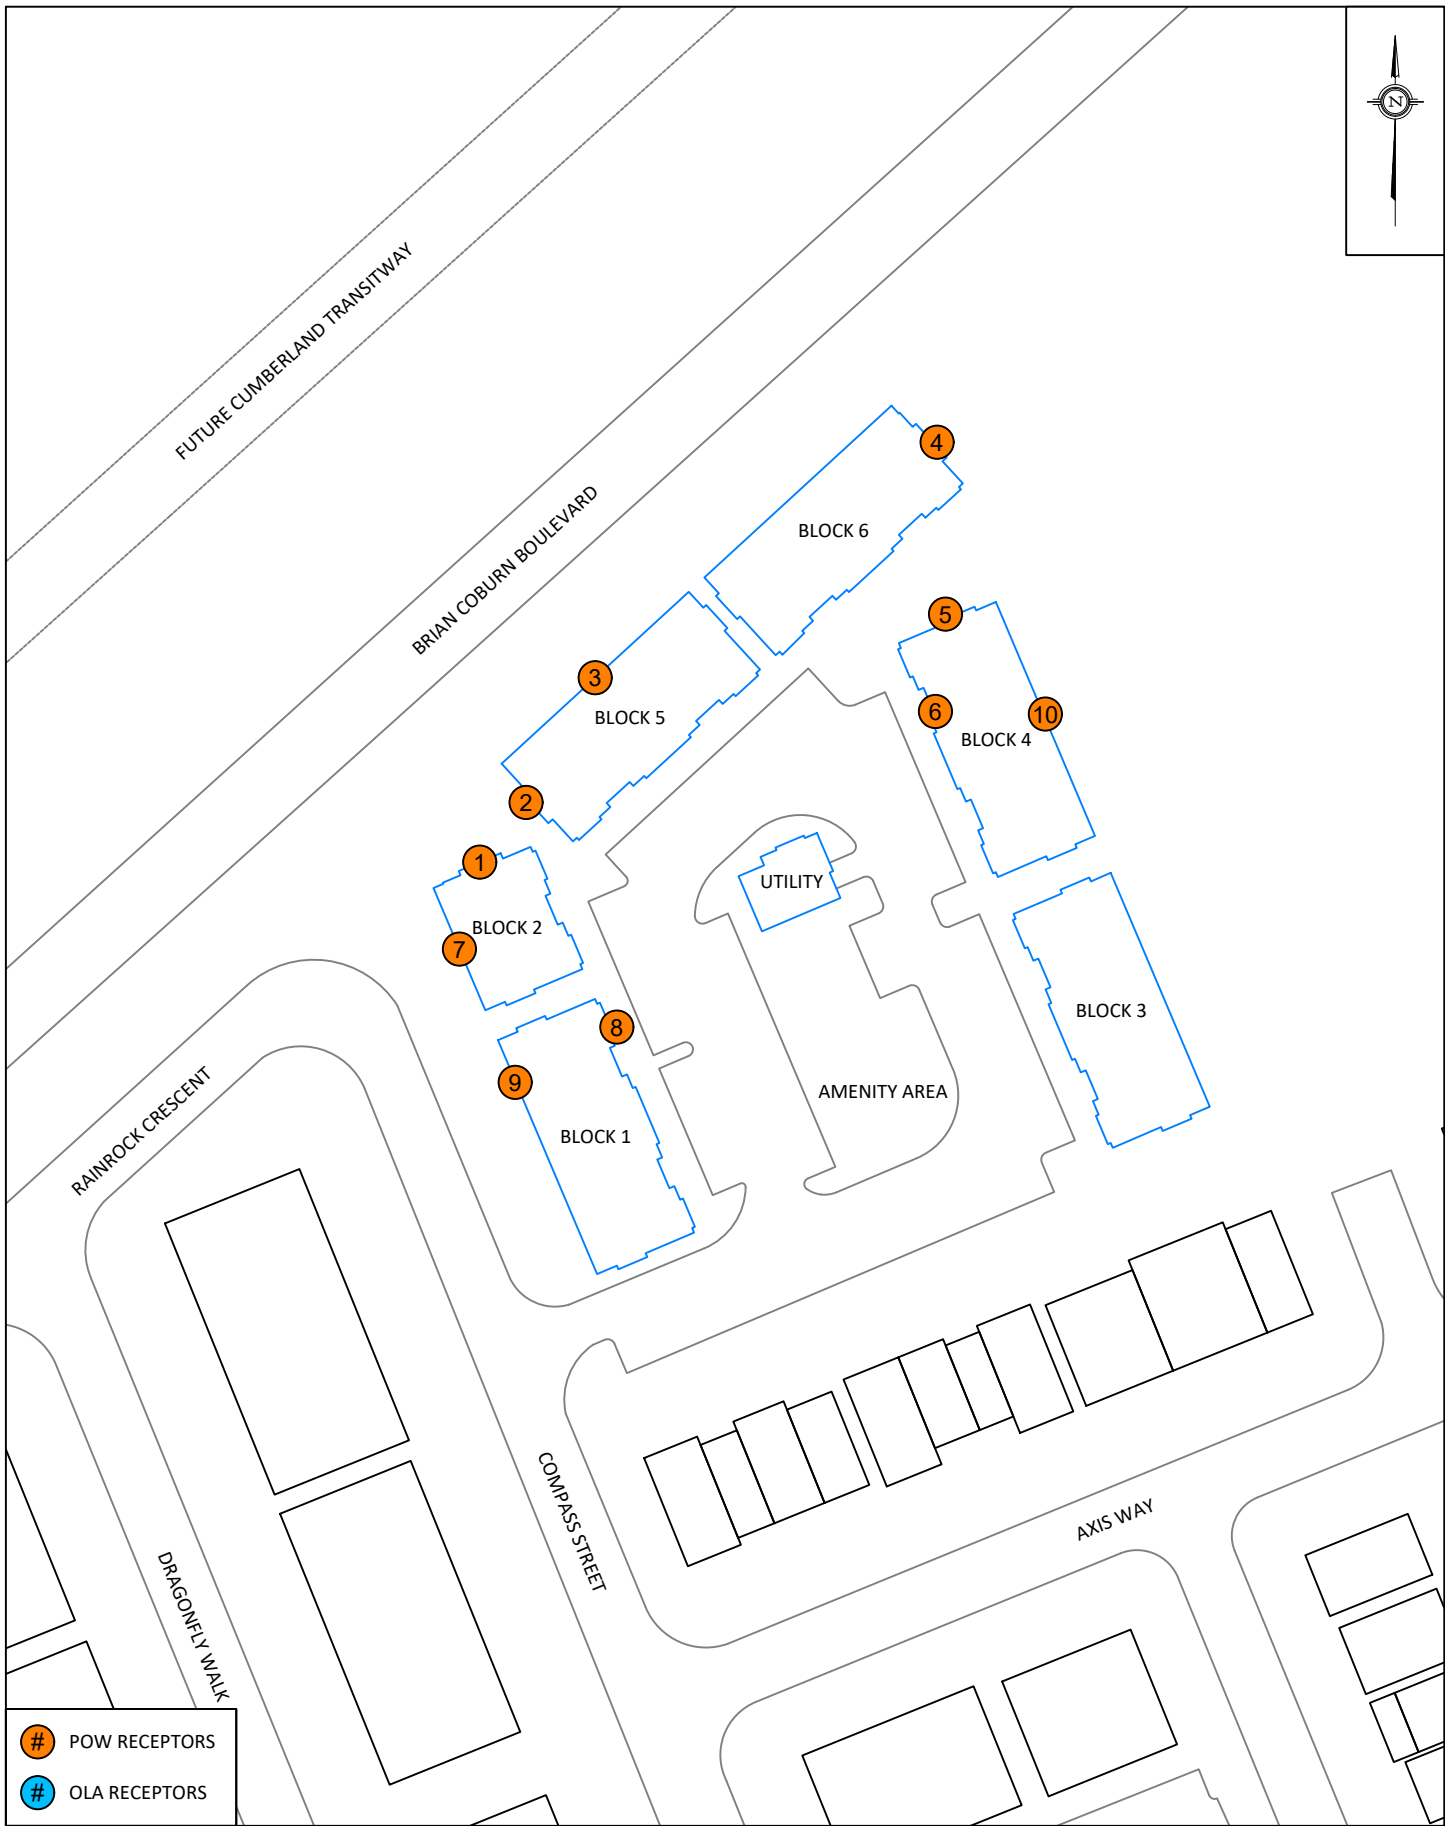 N
FUTURE CUMBERLAND TRANSITWAY
BRIAN COBURN BOULEVARD
4
BLOCK 6
5
3
6
10
BLOCK 5
BLOCK 4
2
1
UTILITY
BLOCK 2
7
BLOCK 3
8
9
RAINROCK CRESCENT
AMENITY AREA
BLOCK 1
COMPASS STREET
AXIS WAY
DRAGONFLY WALK
# POW RECEPTORS
# OLA RECEPTORS